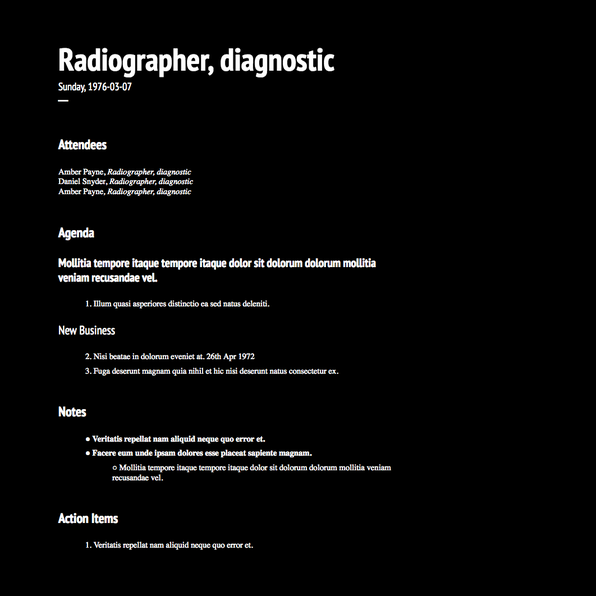 Radiographer, diagnostic
Sunday, 1976-03-07
—
Attendees
Amber Payne, Radiographer, diagnostic
Daniel Snyder, Radiographer, diagnostic
Amber Payne, Radiographer, diagnostic
Agenda
Mollitia tempore itaque tempore itaque dolor sit dolorum dolorum mollitia
veniam recusandae vel.
1. Illum quasi asperiores distinctio ea sed natus deleniti.
New Business
2. Nisi beatae in dolorum eveniet at. 26th Apr 1972
3. Fuga deserunt magnam quia nihil et hic nisi deserunt natus consectetur ex.
Notes
● Veritatis repellat nam aliquid neque quo error et.
● Facere eum unde ipsam dolores esse placeat sapiente magnam.
○ Mollitia tempore itaque tempore itaque dolor sit dolorum dolorum mollitia veniam
recusandae vel.
Action Items
1. Veritatis repellat nam aliquid neque quo error et.